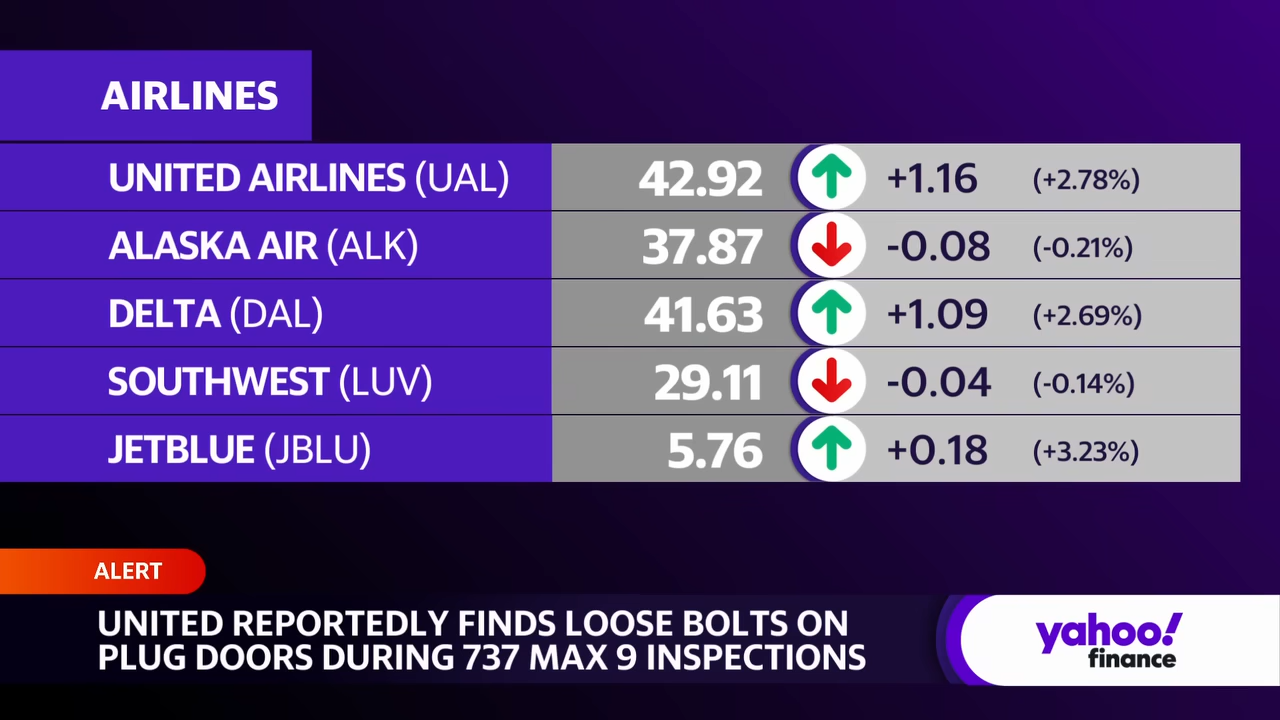 AIRLINES
UNITED AIRLINES (UAL) 42.92 +1.16 (+2.78%)
ALASKA AIR (ALK) 37.87 -0.08 (-0.21%)
DELTA (DAL) 41.63 +1.09 (+2.69%)
SOUTHWEST (LUV) 29.11 -0.04 (-0.14%)
JETBLUE (JBLU) 5.76 +0.18 (+3.23%)
ALERT
UNITED REPORTEDLY FINDS LOOSE BOLTS ON
PLUG DOORS DURING 737 MAX 9 INSPECTIONS
yahoo!
finance